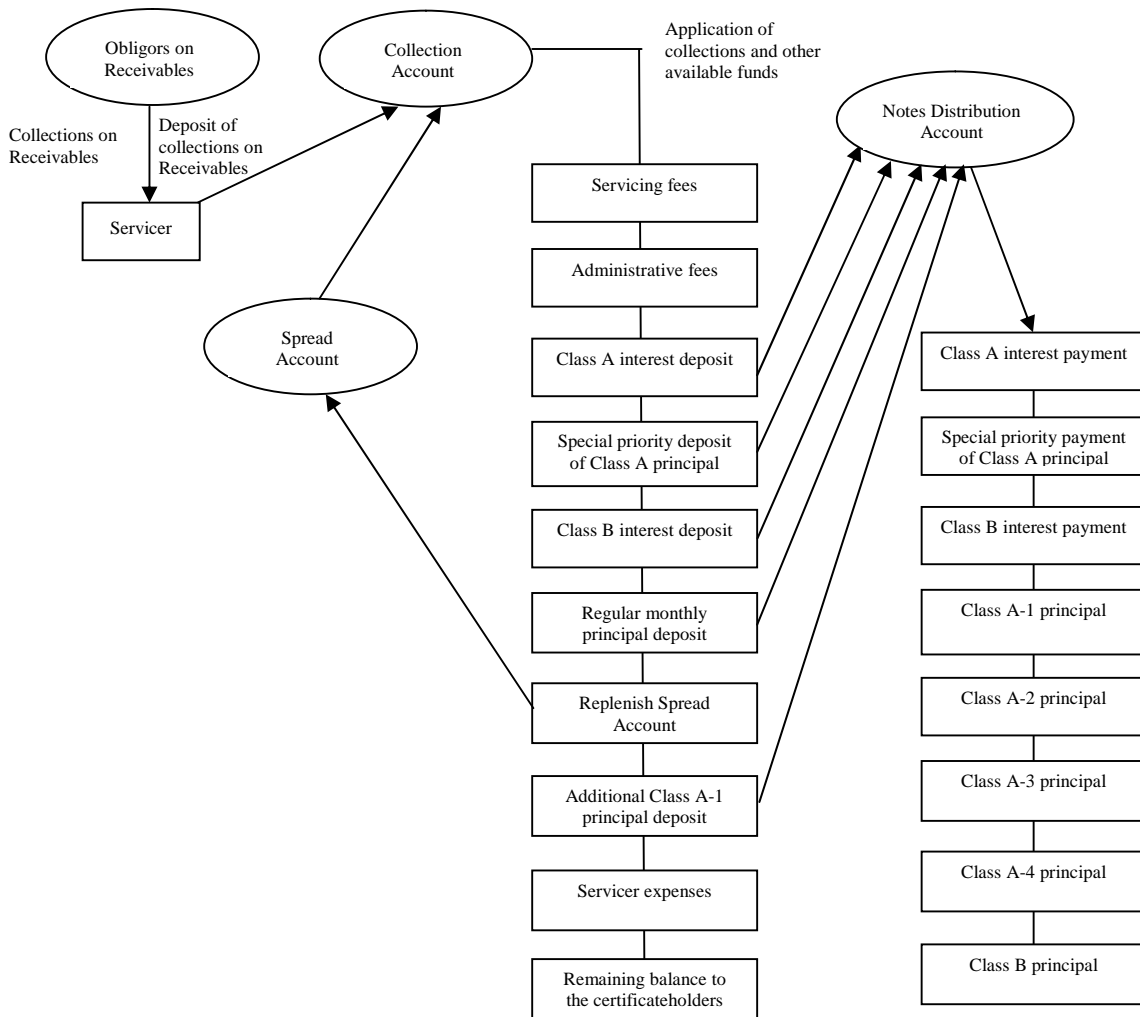 Obligors on
Receivables
Collection
Account
Application of
collections and other
available funds
Notes Distribution
Account
Collections on
Receivables
Deposit of
collections on
Receivables
Servicer
Spread
Account
Servicing fees
Administrative fees
Class A interest deposit
Special priority deposit
of Class A principal
Class B interest deposit
Regular monthly
principal deposit
Replenish Spread
Account
Additional Class A-1
principal deposit
Servicer expenses
Remaining balance to
the certificateholders
Class A interest payment
Special priority payment
of Class A principal
Class B interest payment
Class A-1 principal
Class A-2 principal
Class A-3 principal
Class A-4 principal
Class B principal